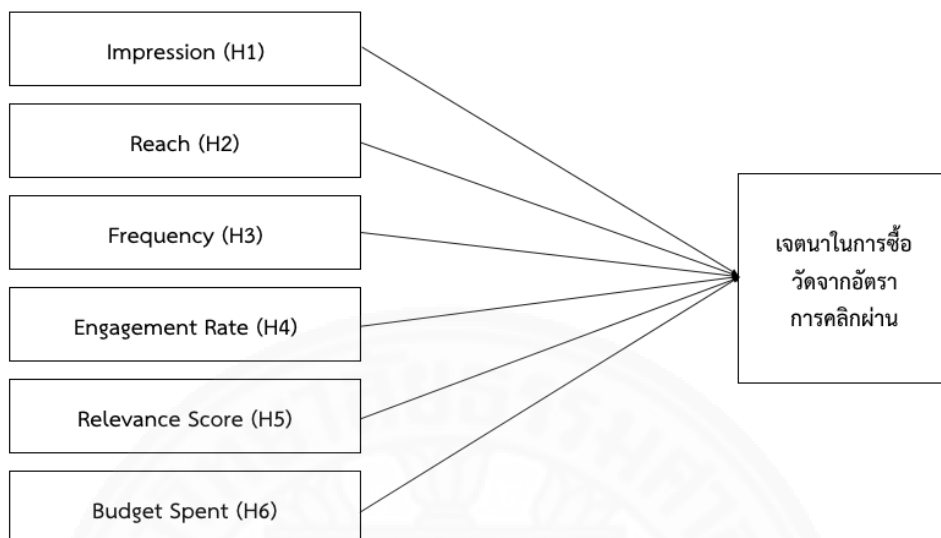 Impression (H1)
Reach (H2)
Frequency (H3)
Engagement Rate (H4)
Relevance Score (H5)
Budget Spent (H6)
เจตนาในการซื้อ
วัดจากอัตรา
การคลิกผ่าน